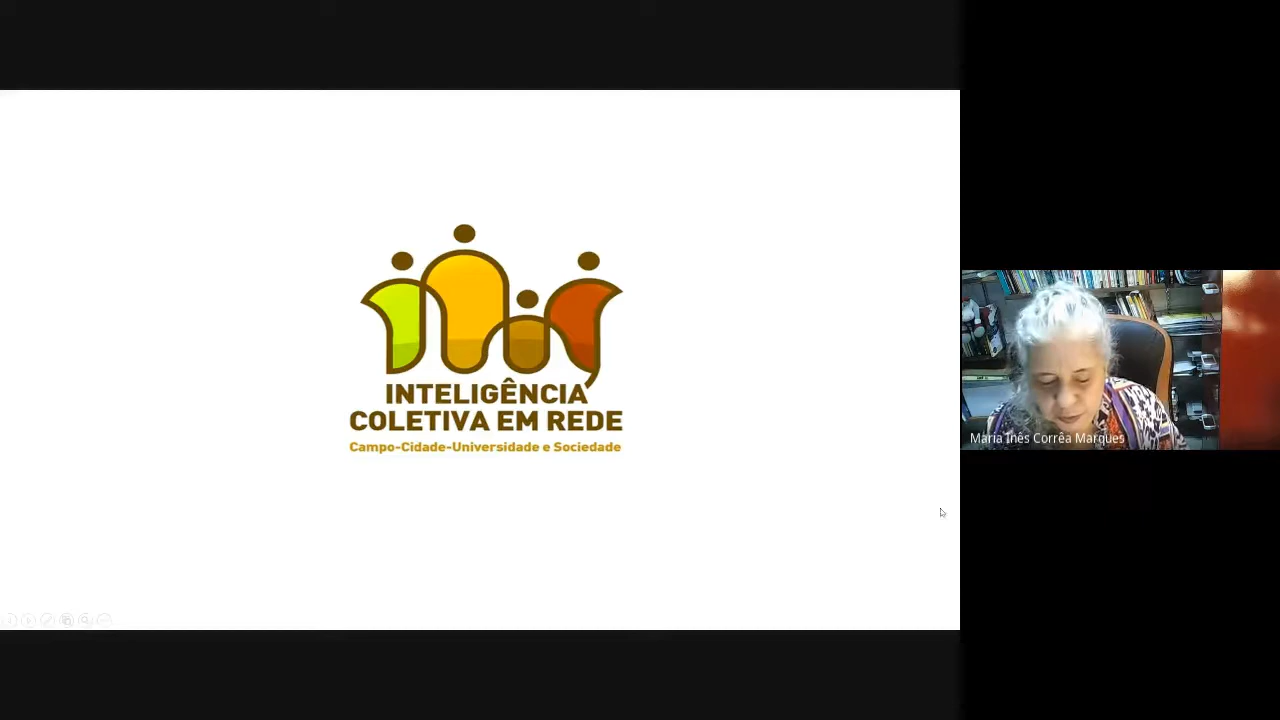 INTELIGÊNCIA
COLETIVA EM REDE
Campo-Cidade-Universidade e Sociedade
Maria Inês Corrêa Marques